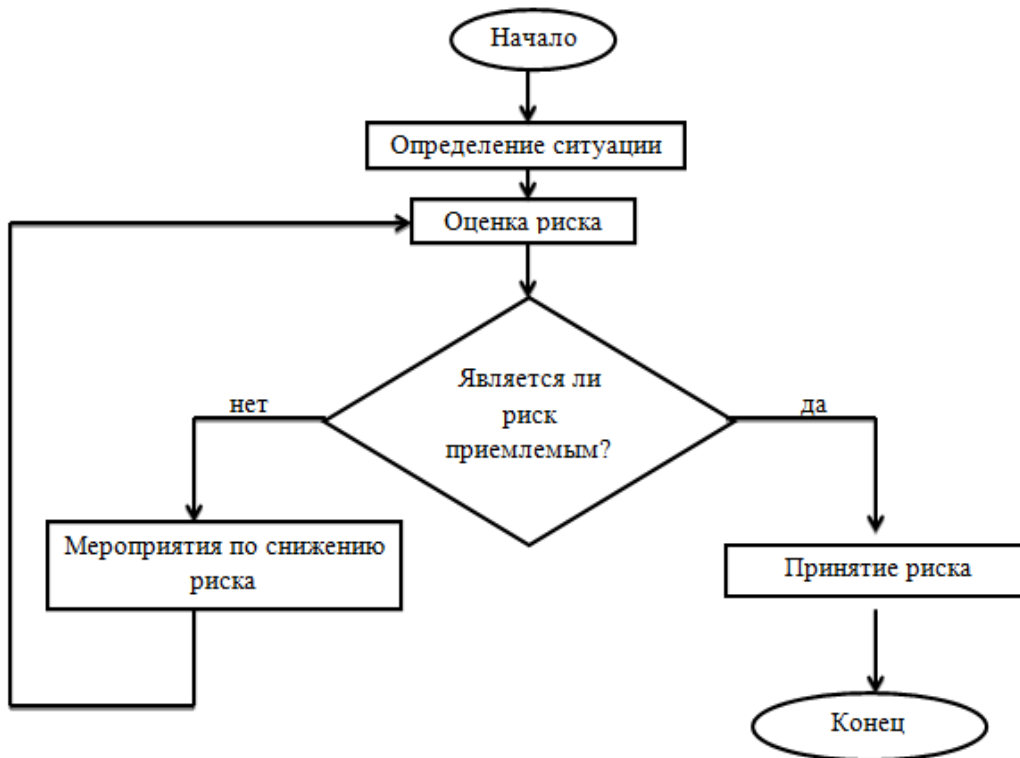 Начало
Определение ситуации
Оценка риска
Является ли
риск
приемлемым?
нет
да
Мероприятия по снижению
риска
Принятие риска
Конец